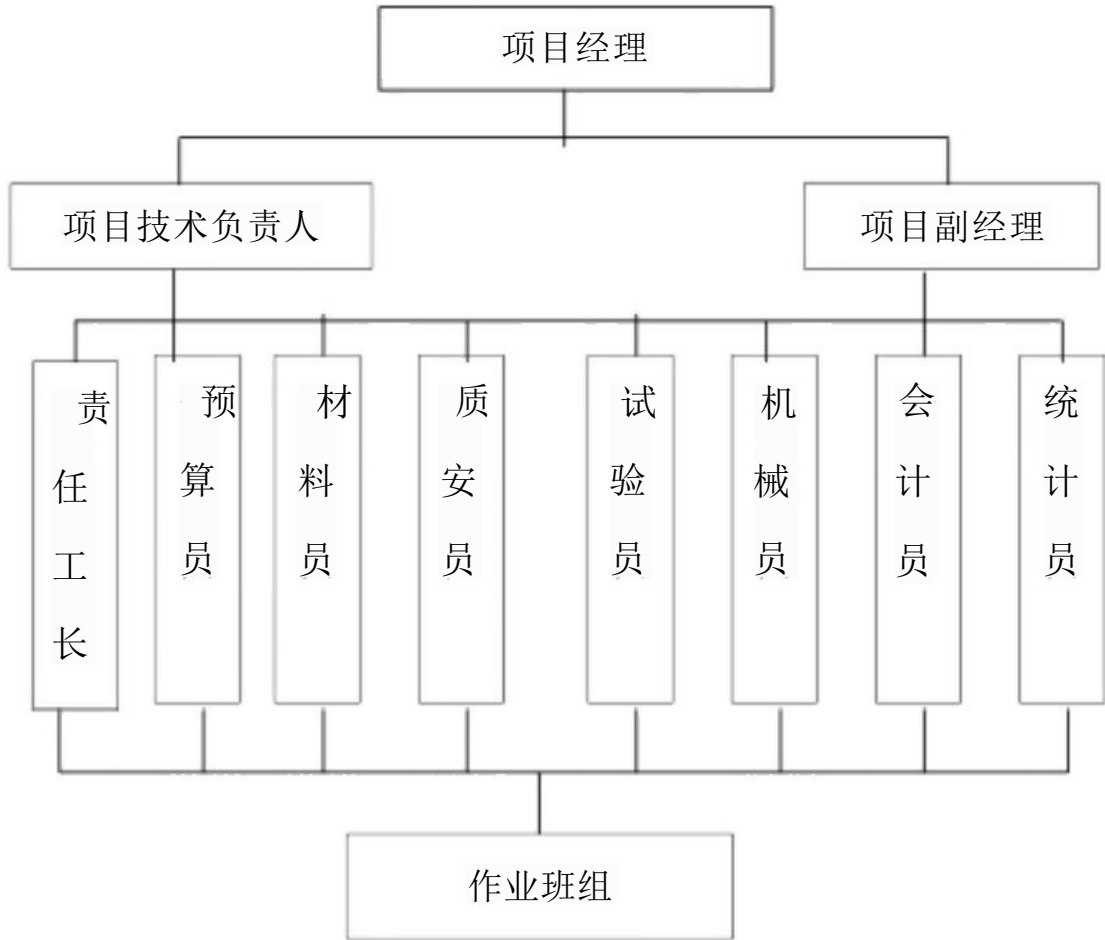 项目经理
项目技术负责人
项目副经理
责任工长
预算员
材料员
质安员
试验员
机械员
会计员
统计员
作业班组